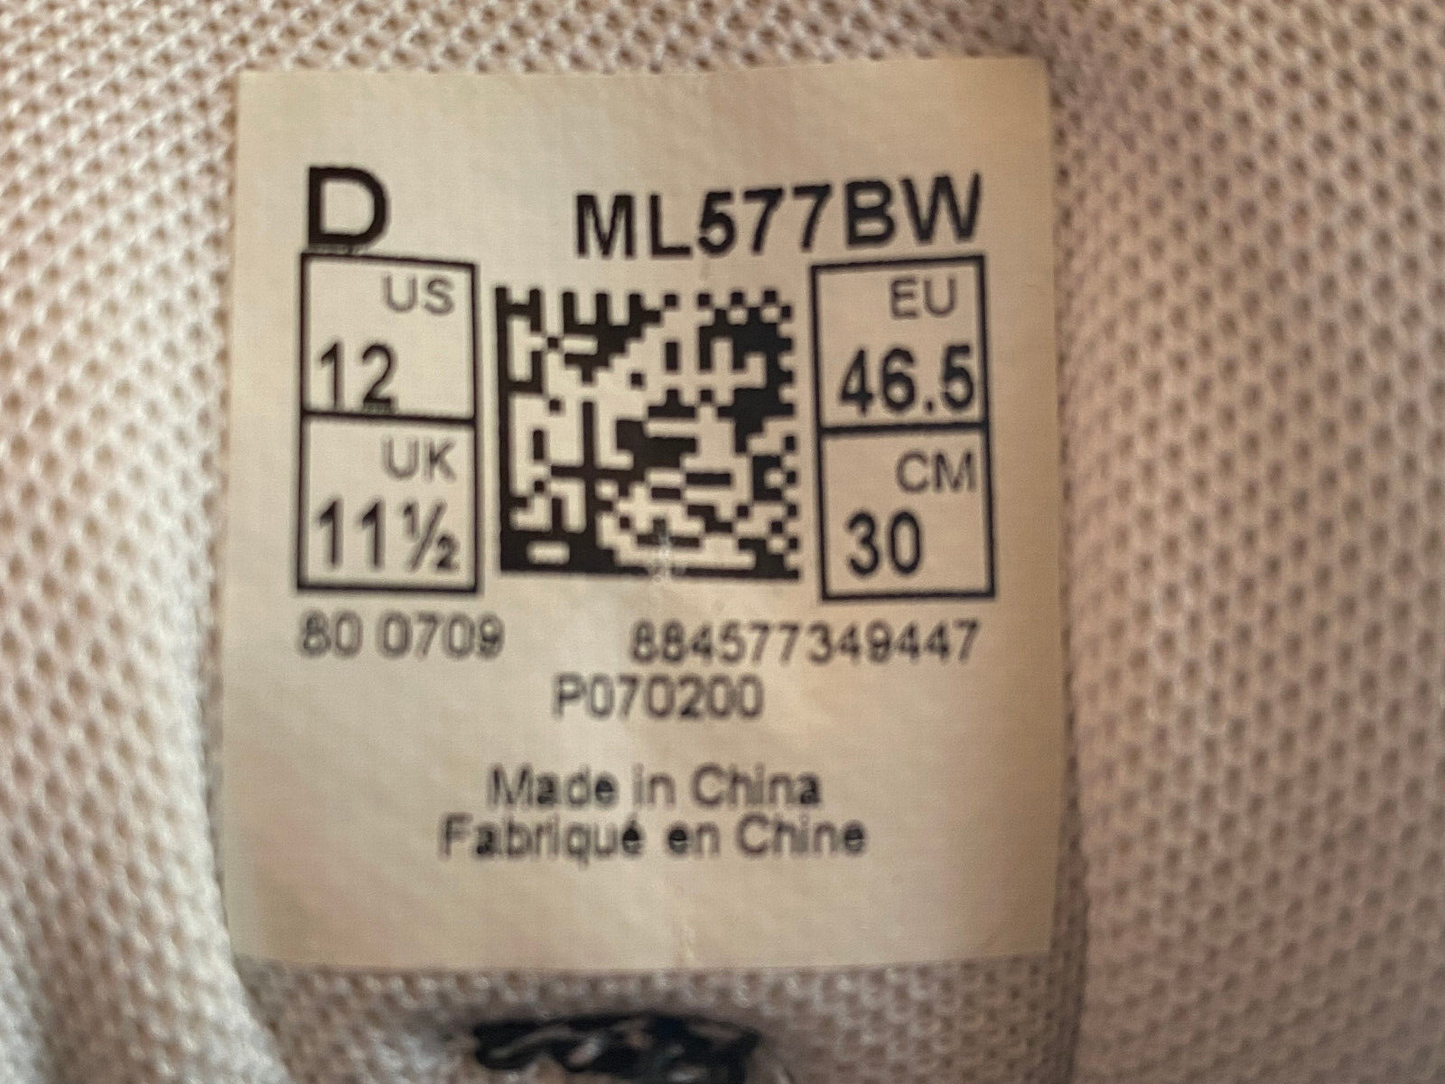 D ML577BW
US EU
12 46.5
UK CM
11½ 30
80 0709 884577349447
P070200
Made in China
Fabriqué en Chine